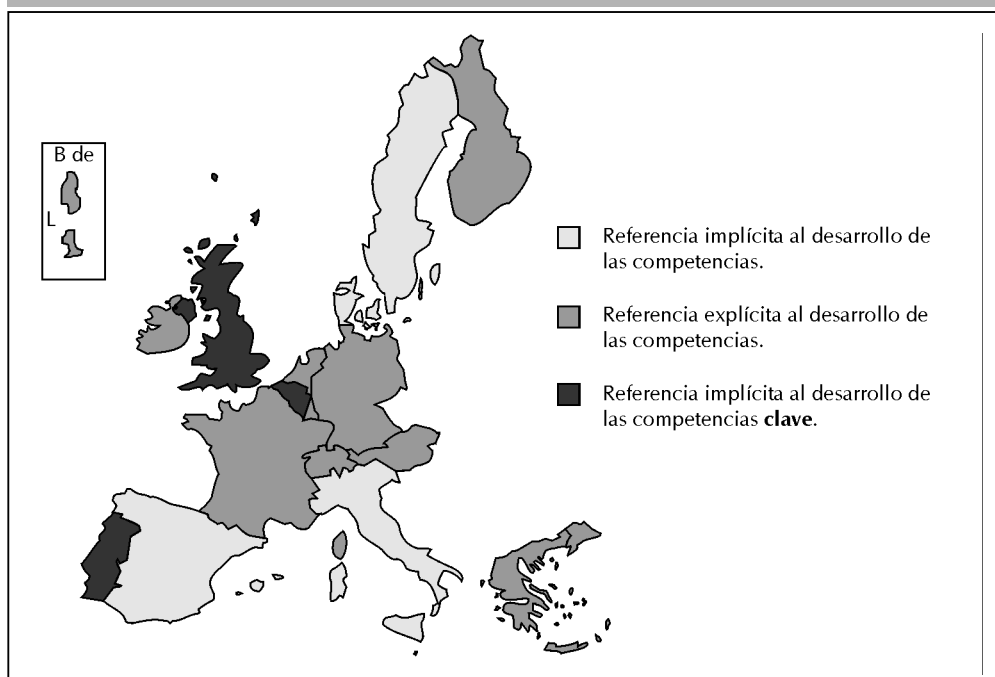 B de
L
Referencia implícita al desarrollo de
las competencias.
Referencia explícita al desarrollo de
las competencias.
Referencia implícita al desarrollo de
las competencias clave.